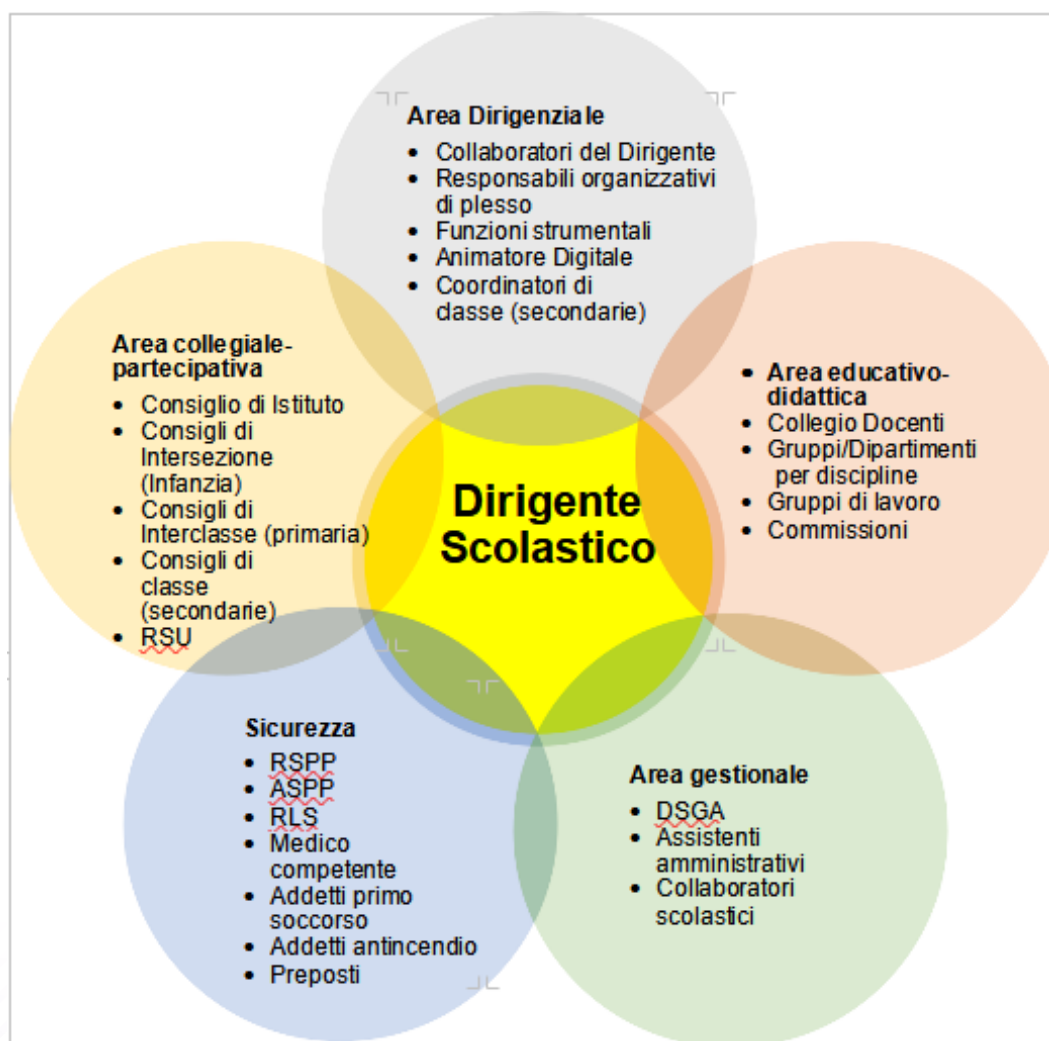 Area Dirigenziale
• Collaboratori del Dirigente
• Responsabili organizzativi
di plesso
• Funzioni strumentali
• Animatore Digitale
• Coordinatori di
classe (secondarie)
Area collegiale-
partecipativa
• Consiglio di Istituto
• Consigli di
Intersezione
(Infanzia)
• Consigli di
Interclasse (primaria)
• Consigli di
classe
(secondarie)
• RSU
• Area educativo-
didattica
• Collegio Docenti
• Gruppi/Dipartimenti
per discipline
• Gruppi di lavoro
• Commissioni
Dirigente
Scolastico
Sicurezza
• RSPP
• ASPP
• RLS
• Medico
competente
• Addetti primo
soccorso
• Addetti antincendio
• Preposti
Area gestionale
• DSGA
• Assistenti
amministrativi
• Collaboratori
scolastici